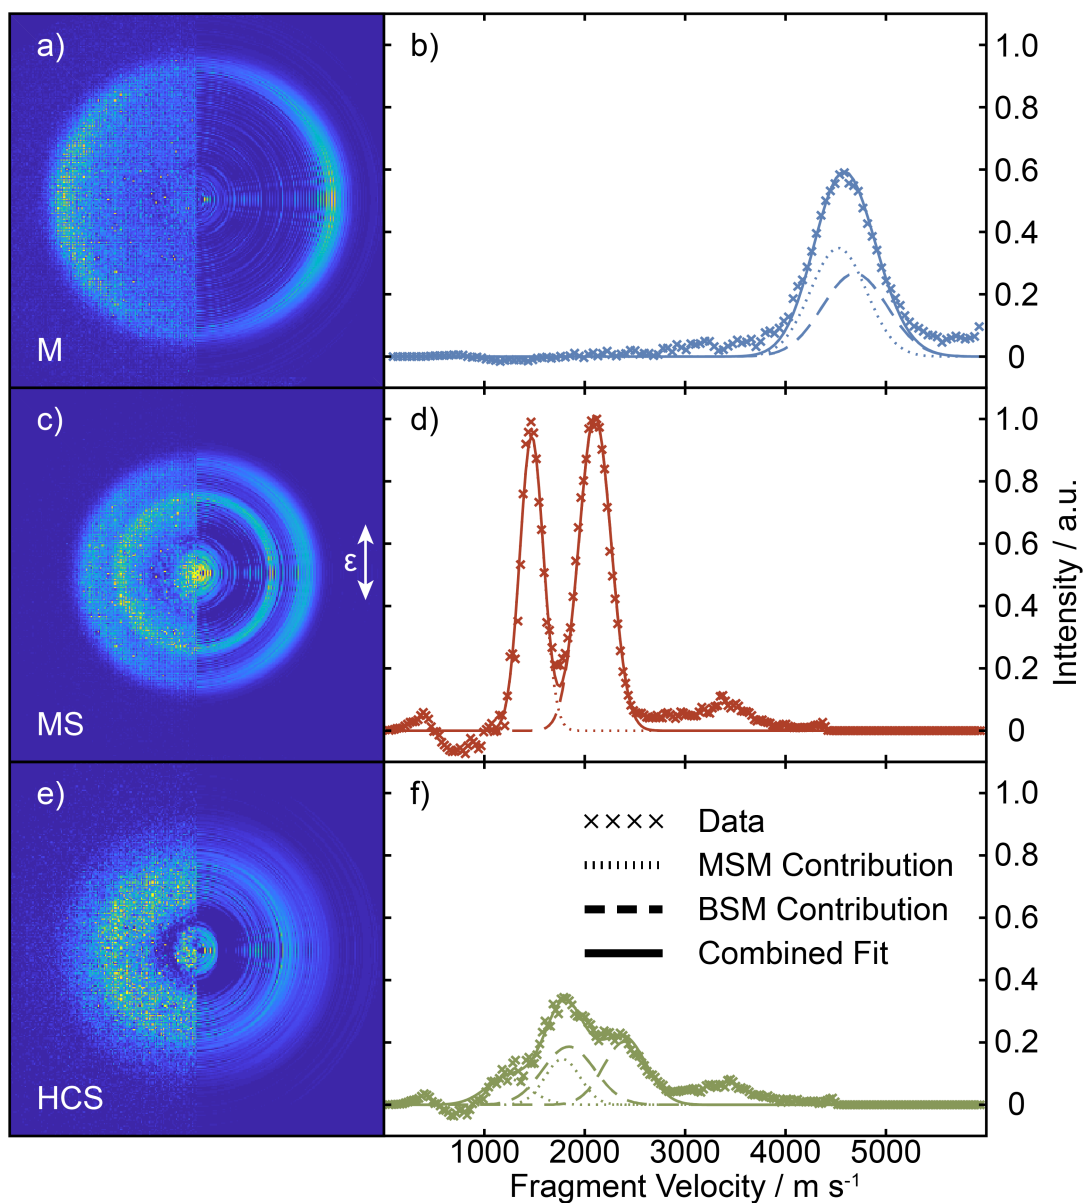 a)
M
b)
1.0
0.8
0.6
0.4
0.2
0
c)
ε
MS
d)
1.0
0.8
0.6
0.4
0.2
0
Inttensity / a.u.
e)
HCS
f)
Data
MSM Contribution
BSM Contribution
Combined Fit
1.0
0.8
0.6
0.4
0.2
0
1000 2000 3000 4000 5000
Fragment Velocity / m s⁻¹